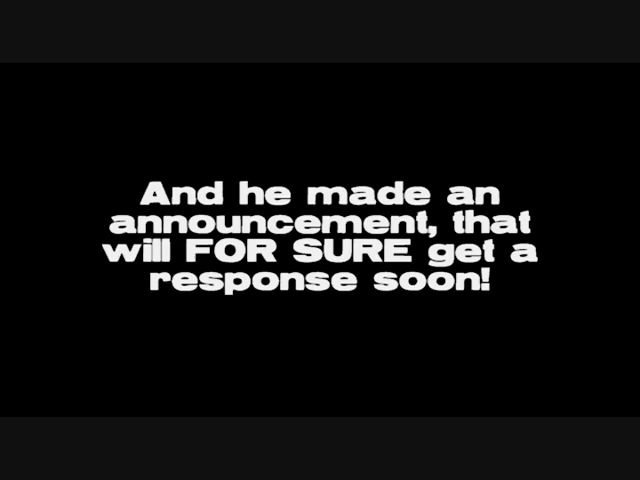 And he made an
announcement, that
will FOR SURE get a
response soon!